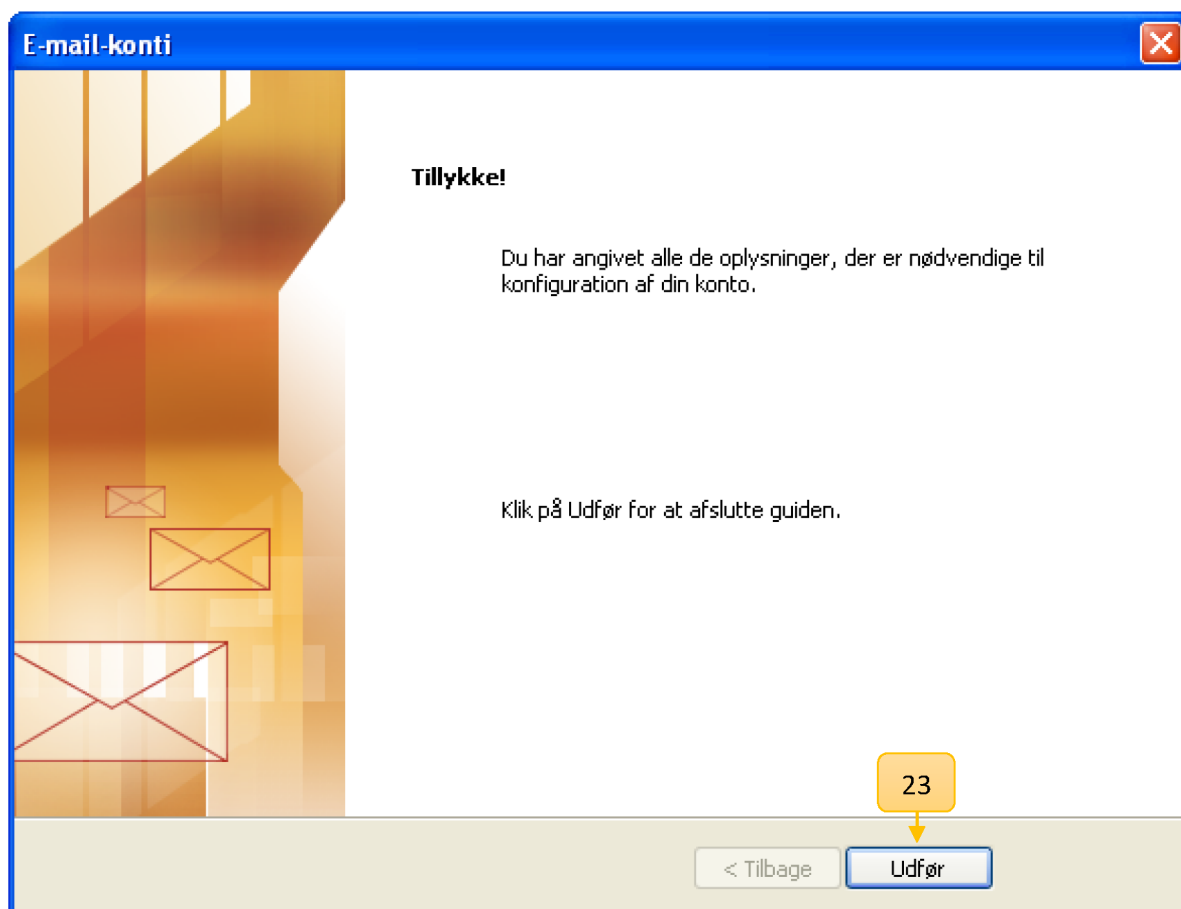 E-mail-konti
Tillykke!
Du har angivet alle de oplysninger, der er nødvendige til
konfiguration af din konto.
Klik på Udfør for at afslutte guiden.
23
< Tilbage
Udfør